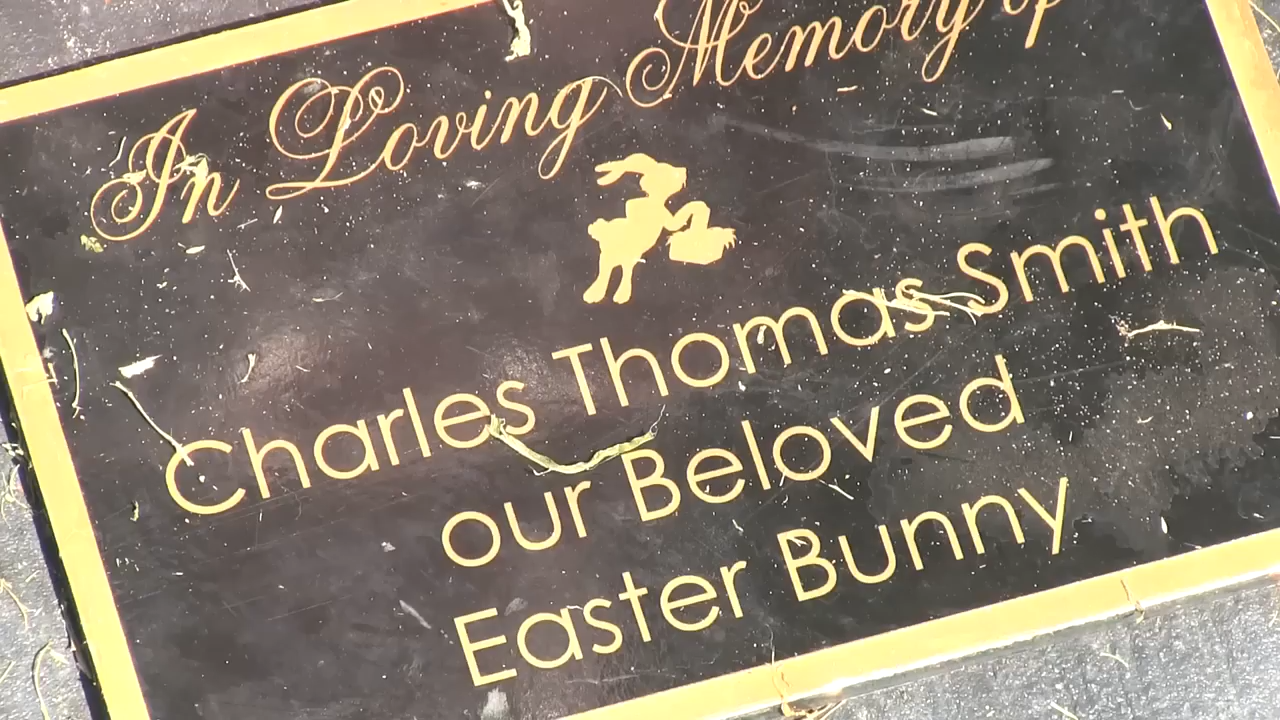 In Loving Memory of
Charles Thomas Smith
our Beloved
Easter Bunny